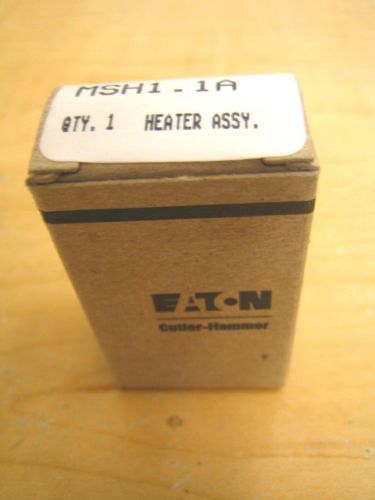 MSH1.1A
QTY. 1 HEATER ASSY.
EATON
Cutler-Hammer